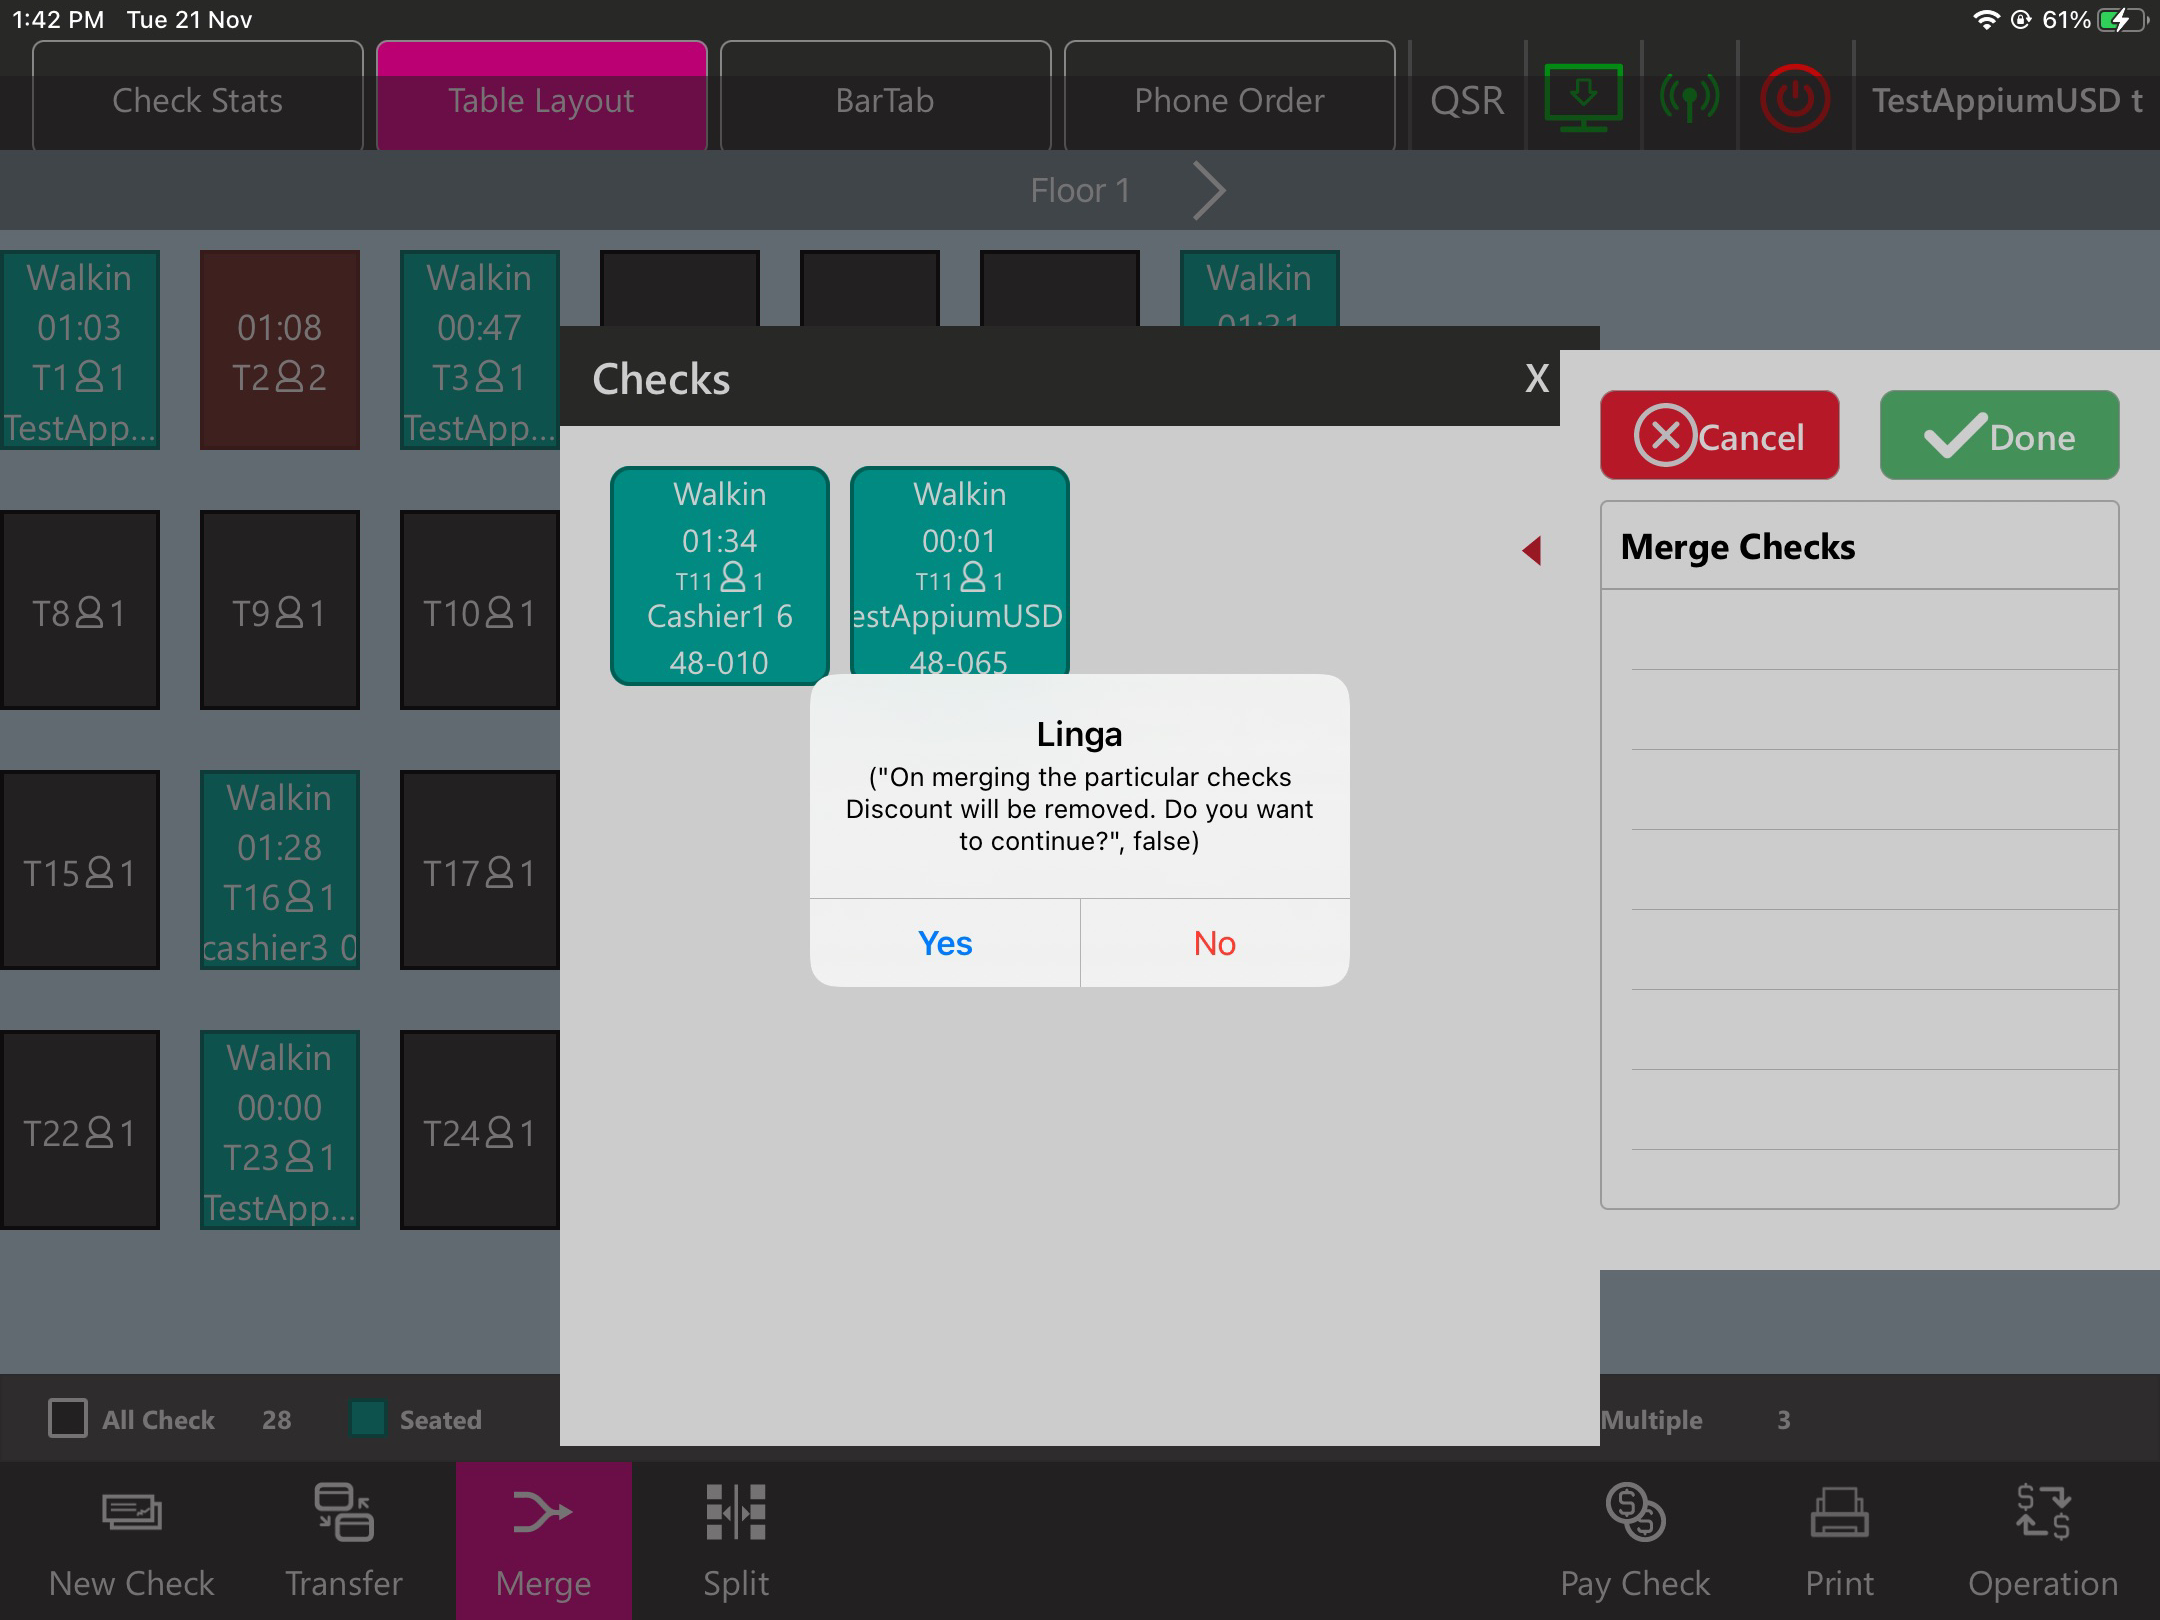 1:42 PM Tue 21 Nov
61%
Check Stats
Table Layout
BarTab
Phone Order
QSR
TestAppiumUSD t
Floor 1
Walkin
01:03
T1 1
TestApp...
01:08
T2 2
Walkin
00:47
T3 1
TestApp...
Walkin
01:31
Checks
X
Cancel
Done
Merge Checks
Walkin
01:34
T11 1
Cashier1 6
48-010
Walkin
00:01
T11 1
estAppiumUSD
48-065
T8 1
T9 1
T10 1
Linga
("On merging the particular checks
Discount will be removed. Do you want
to continue?", false)
Yes
No
T15 1
Walkin
01:28
T16 1
cashier3 0
T17 1
T22 1
Walkin
00:00
T23 1
TestApp...
T24 1
All Check 28
Seated
Multiple 3
New Check
Transfer
Merge
Split
Pay Check
Print
Operation